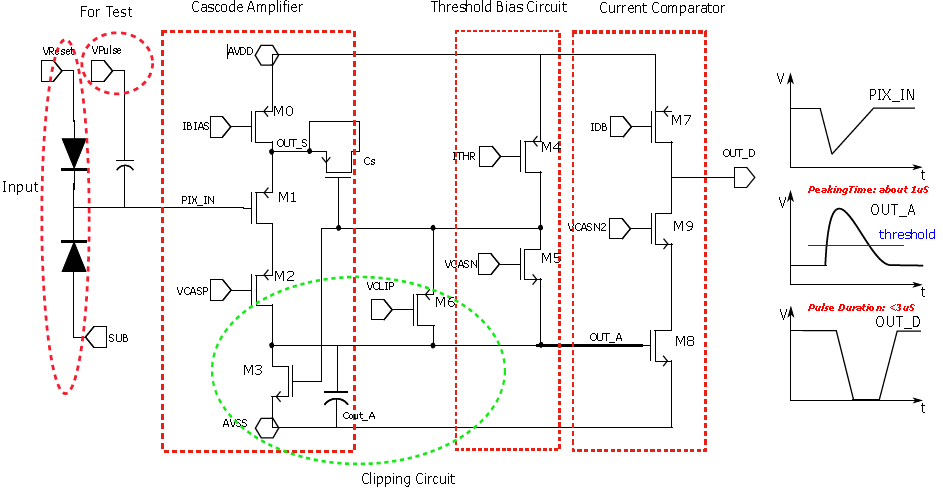 For Test
Cascode Amplifier
Threshold Bias Circuit
Current Comparator
VReset
VPulse
AVDD
M0
IBIAS
OUT_S
Cs
M4
ITHR
M7
IDB
OUT_D
Input
PIX_IN
M1
M2
VCASP
VCLIP
M6
VCASN
M5
VCASN2
M9
SUB
M3
OUT_A
M8
Cout_A
AVSS
Clipping Circuit
V
PIX_IN
t
PeakingTime: about 1uS
V
OUT_A
threshold
t
Pulse Duration: <3uS
V
OUT_D
t